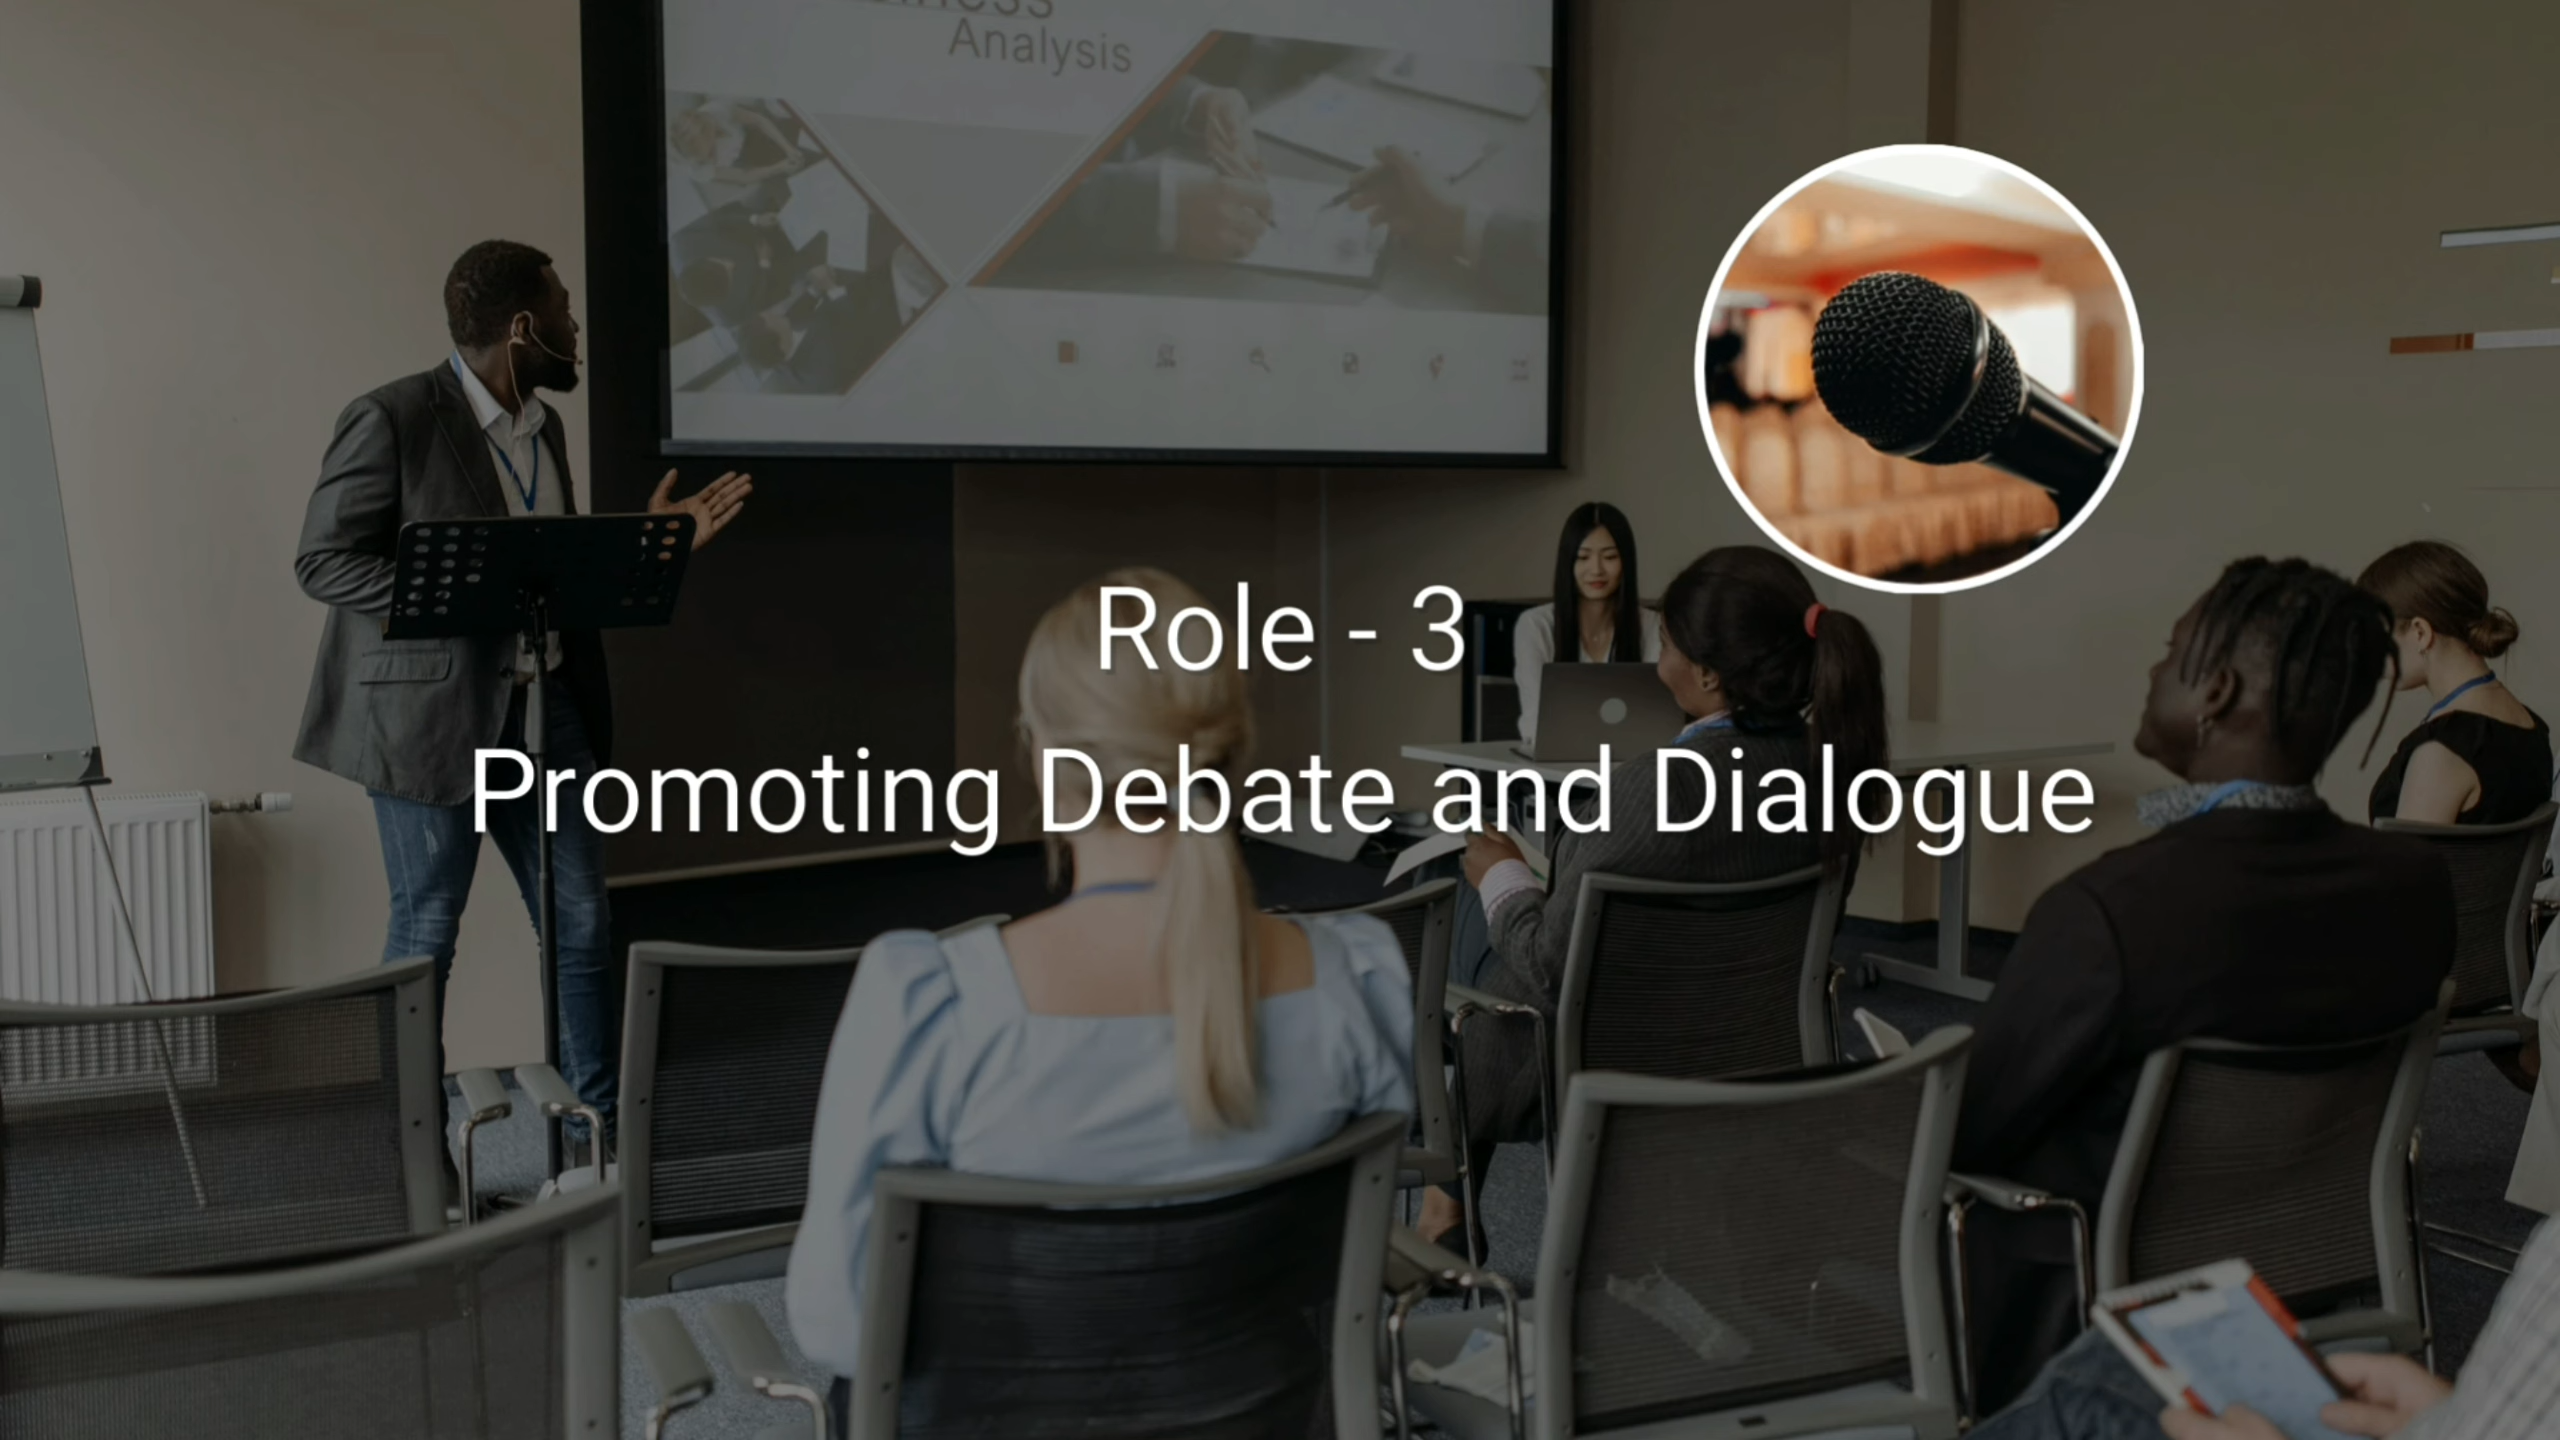 Analysis
Role - 3
Promoting Debate and Dialogue